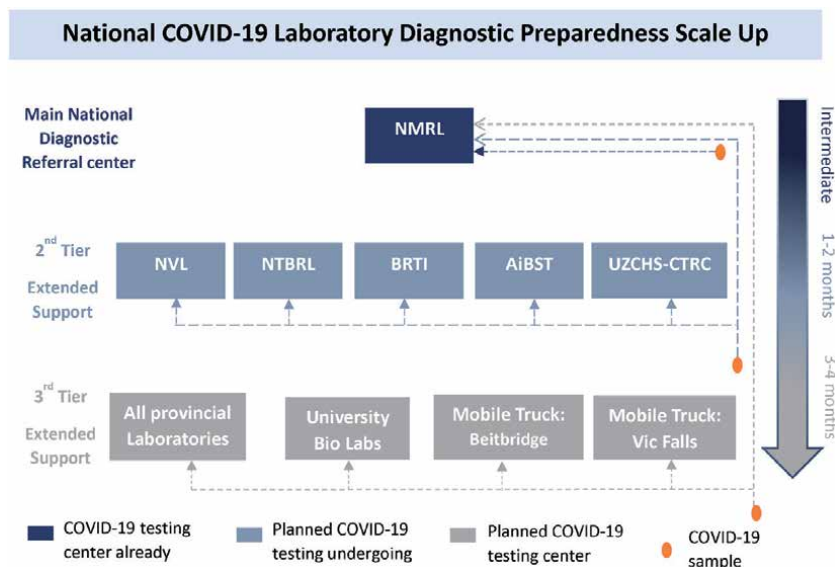 National COVID-19 Laboratory Diagnostic Preparedness Scale Up
Main National
Diagnostic
Referral center
NMRL
Intermediate
1-2 months
3-4 months
2nd Tier
Extended
Support
NVL
NTBRL
BRTI
AiBST
UZCHS-CTRC
3rd Tier
Extended
Support
All provincial
Laboratories
University
Bio Labs
Mobile Truck:
Beitbridge
Mobile Truck:
Vic Falls
COVID-19 testing
center already
Planned COVID-19
testing undergoing
Planned COVID-19
testing center
COVID-19
sample